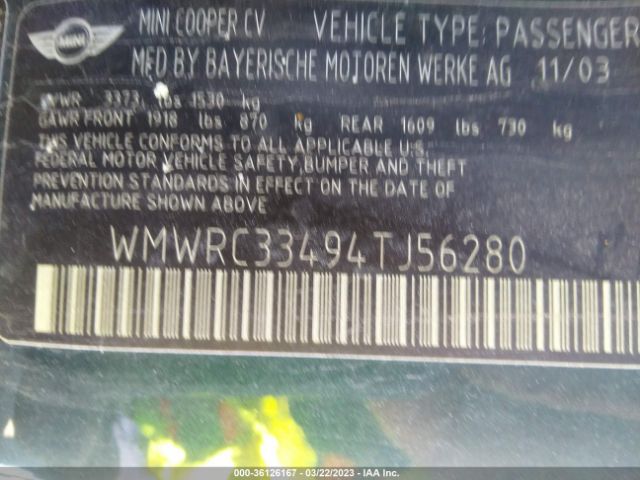 MINI
MINI COOPER CV VEHICLE TYPE: PASSENGER
MFD BY BAYERISCHE MOTOREN WERKE AG 11/03
GVWR 3373 lbs 1530 kg
GAWR FRONT 1918 lbs 870 kg REAR 1609 lbs 730 kg
THIS VEHICLE CONFORMS TO ALL APPLICABLE U.S.
FEDERAL MOTOR VEHICLE SAFETY, BUMPER AND THEFT
PREVENTION STANDARDS IN EFFECT ON THE DATE OF
MANUFACTURE SHOWN ABOVE.
WMWRC33494TJ56280
000-36126167 - 03/22/2023 - IAA Inc.